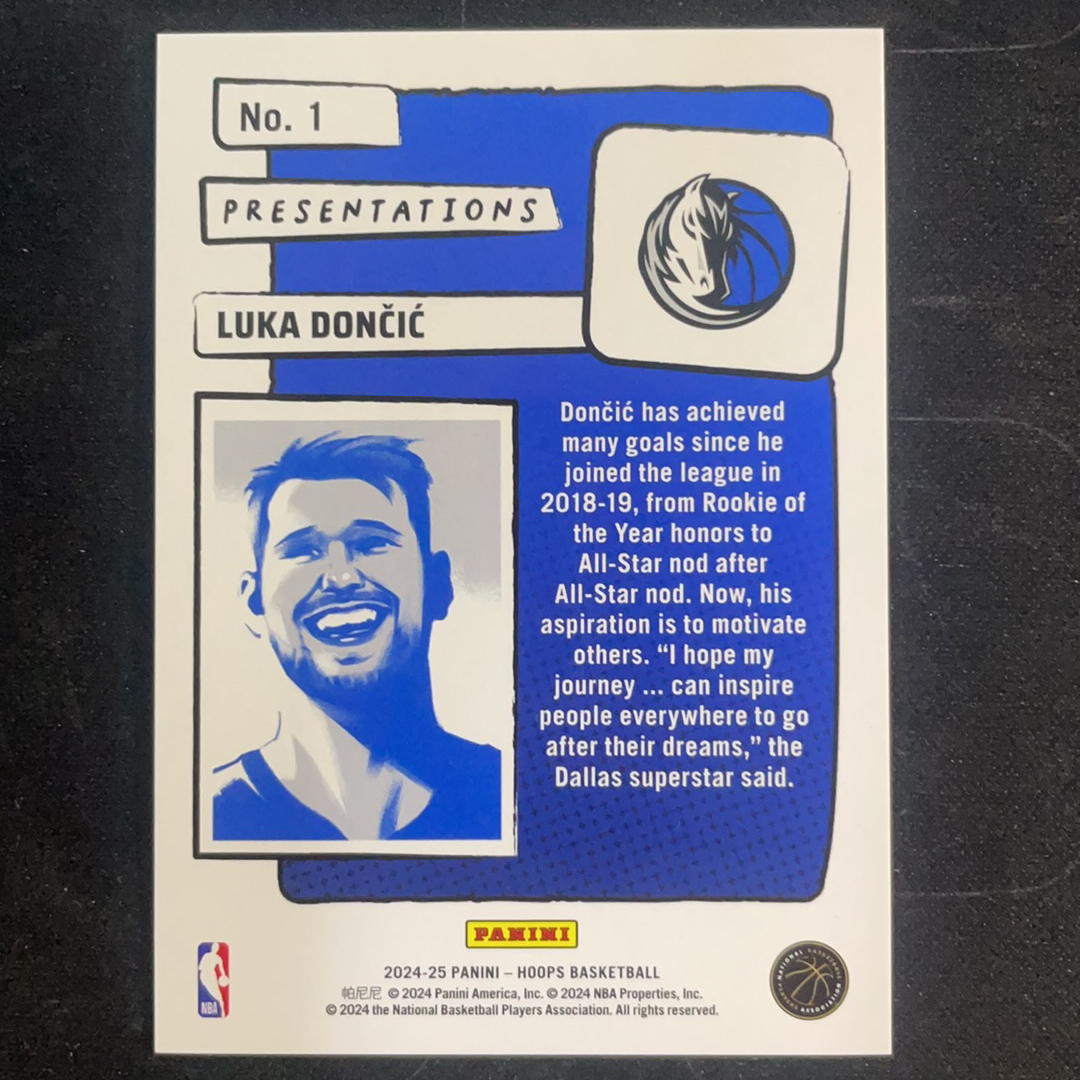 No. 1
PRESENTATIONS
LUKA DONČIĆ
Dončić has achieved
many goals since he
joined the league in
2018-19, from Rookie of
the Year honors to
All-Star nod after
All-Star nod. Now, his
aspiration is to motivate
others. “I hope my
journey ... can inspire
people everywhere to go
after their dreams,” the
Dallas superstar said.
PANINI
2024-25 PANINI – HOOPS BASKETBALL
帕尼尼 © 2024 Panini America, Inc. © 2024 NBA Properties, Inc.
© 2024 the National Basketball Players Association. All rights reserved.
NBA
NATIONAL BASKETBALL
PLAYERS ASSOCIATION